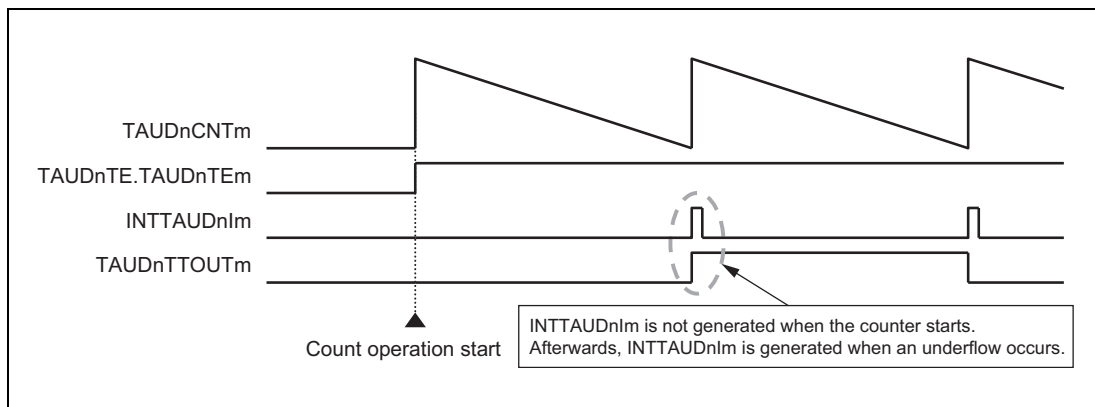 TAUDnCNTm
TAUDnTE.TAUDnTEm
INTTAUDnIm
TAUDnTTOUTm
Count operation start
INTTAUDnIm is not generated when the counter starts.
Afterwards, INTTAUDnIm is generated when an underflow occurs.